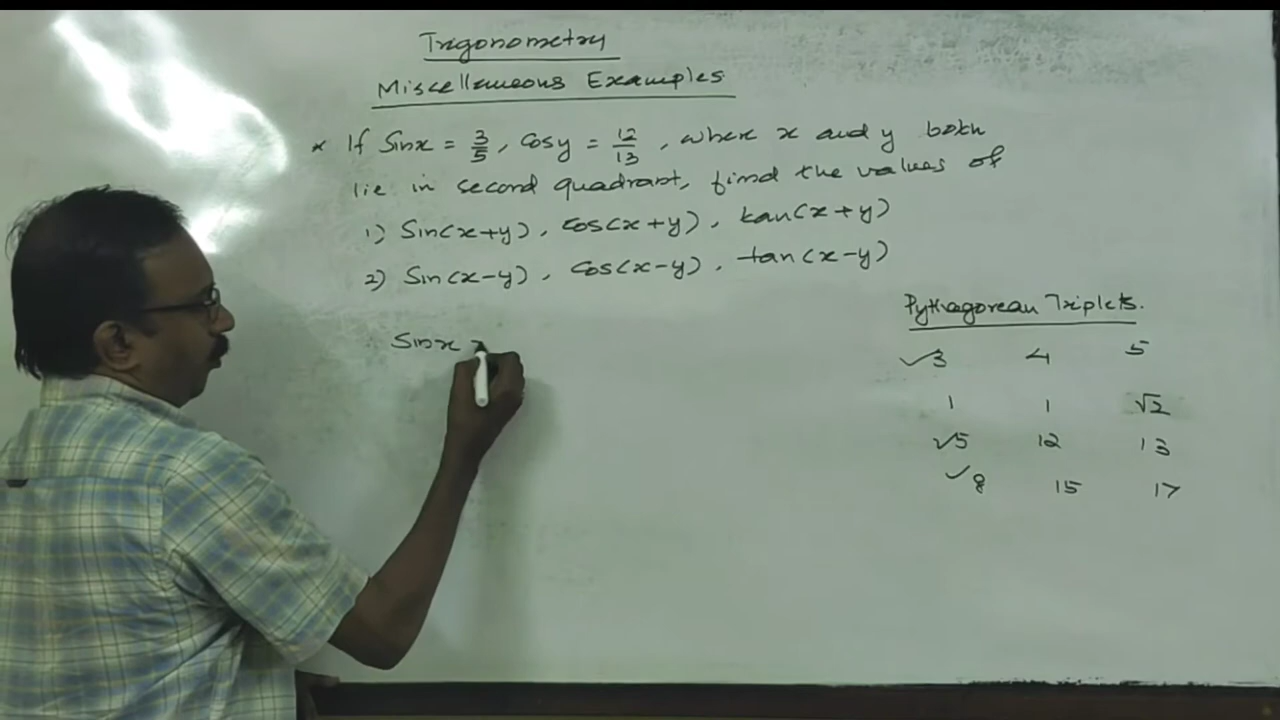 Trigonometry
Miscellaneous Examples
* If Sinx = 3/5, Cosy = 12/13, where x and y both
lie in second quadrant, find the values of
1) Sin(x+y), cos(x+y), tan(x+y)
2) Sin(x-y), cos(x-y), tan(x-y)
Sinx =
Pythagorean Triplets.
✓3 4 5
1 1 √2
✓5 12 13
✓8 15 17